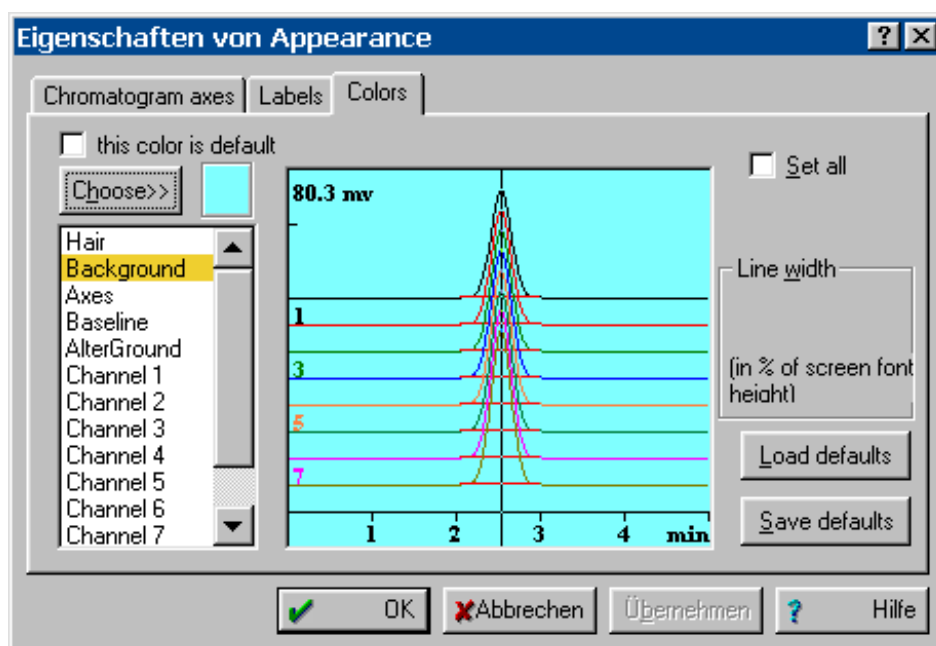 Eigenschaften von Appearance
Chromatogram axes
Labels
Colors
this color is default
Choose>>
Set all
Hair
Background
Axes
Baseline
AlterGround
Channel 1
Channel 2
Channel 3
Channel 4
Channel 5
Channel 6
Channel 7
80.3 mv
1
3
5
7
1 2 3 4 min
Line width
(in % of screen font
height)
Load defaults
Save defaults
OK
Abbrechen
Übernehmen
? Hilfe